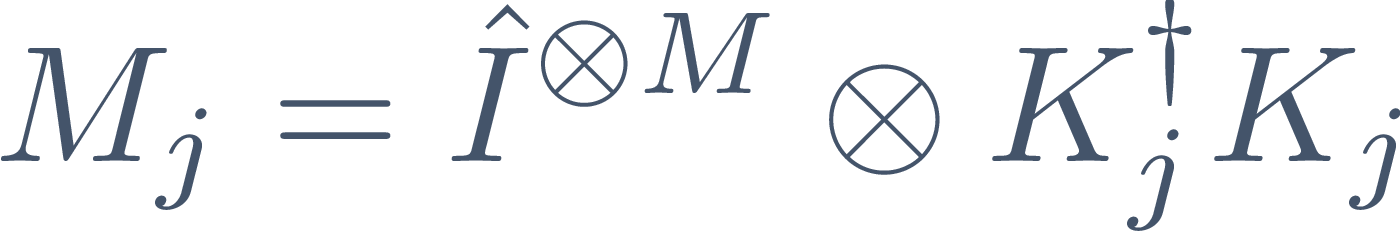 $M_j = \hat{I}^{\otimes M} \otimes K_j^{\dagger} K_j$